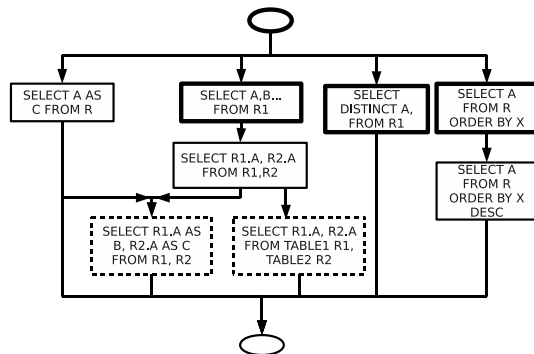 SELECT A AS
C FROM R
SELECT A,B...
FROM R1
SELECT
DISTINCT A,
FROM R1
SELECT A
FROM R
ORDER BY X
SELECT R1.A, R2.A
FROM R1,R2
SELECT A
FROM R
ORDER BY X
DESC
SELECT R1.A AS
B, R2.A AS C
FROM R1, R2
SELECT R1.A, R2.A
FROM TABLE1 R1,
TABLE2 R2